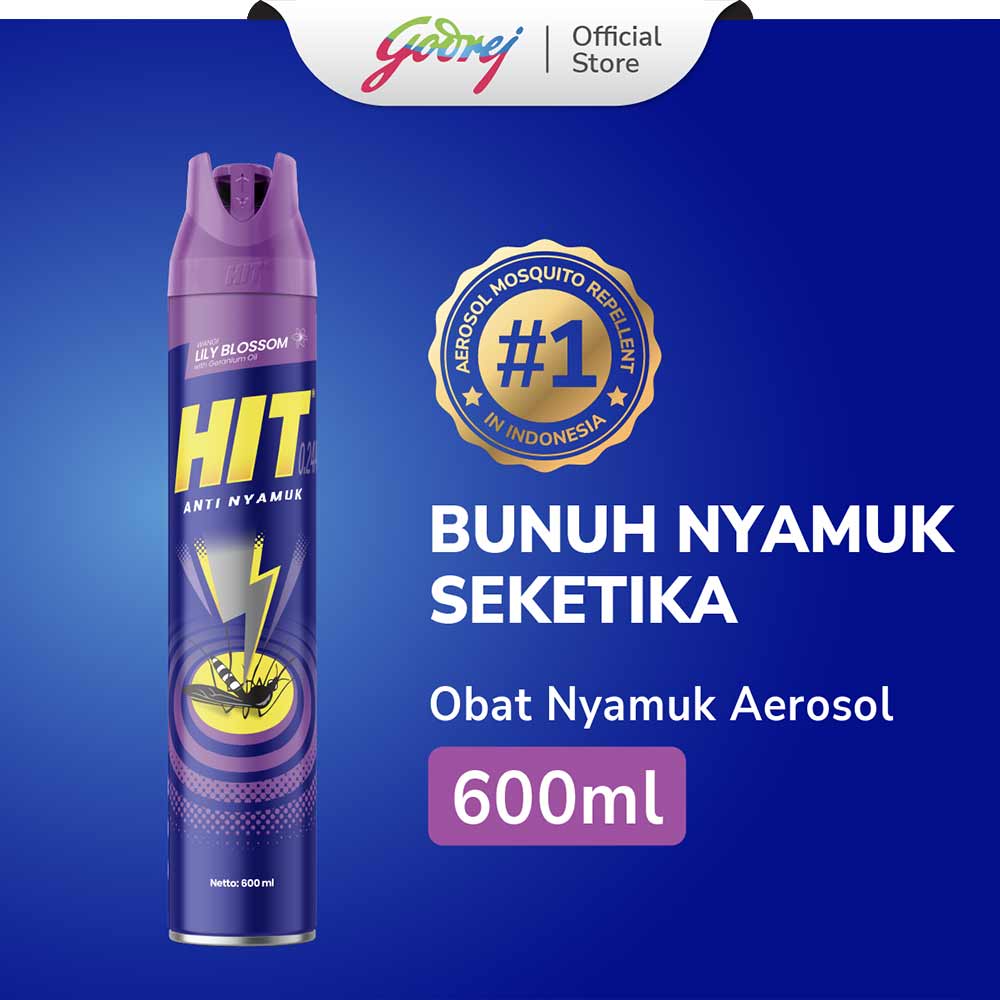 Godrej
Official
Store
AEROSOL MOSQUITO REPELLENT
#1
IN INDONESIA
BUNUH NYAMUK
SEKETIKA
Obat Nyamuk Aerosol
600ml
HIT
WANGI
LILY BLOSSOM
with Geranium Oil
HIT
ANTI NYAMUK
Netto: 600 ml